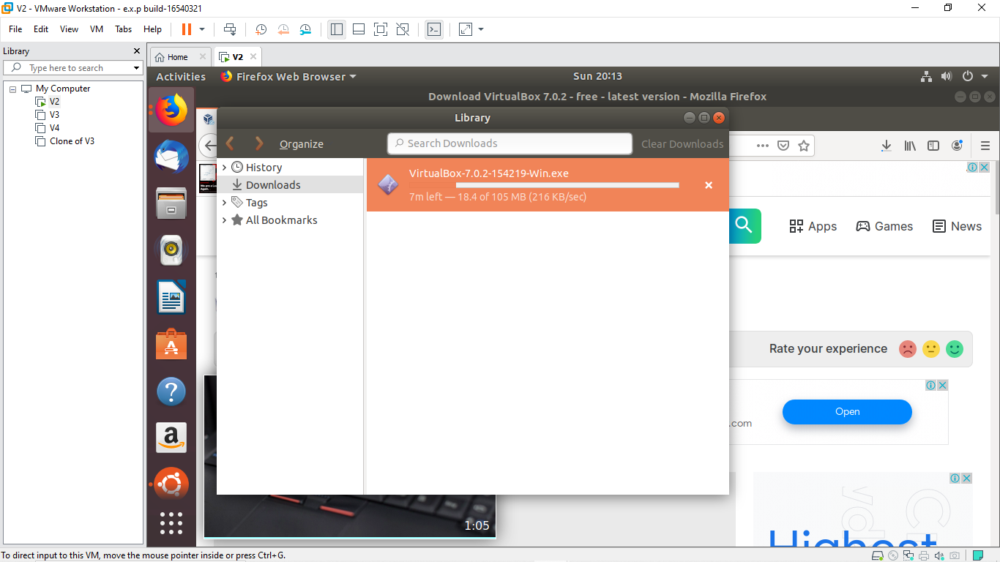 V2 - VMware Workstation - e.x.p build-16540321
File Edit View VM Tabs Help
Library
Type here to search
My Computer
V2
V3
V4
Clone of V3
Home
V2
Activities
Firefox Web Browser
Sun 20:13
Download VirtualBox 7.0.2 - free - latest version - Mozilla Firefox
Library
Organize
Search Downloads
Clear Downloads
History
Downloads
Tags
All Bookmarks
VirtualBox-7.0.2-154219-Win.exe
7m left — 18.4 of 105 MB (216 KB/sec)
Apps
Games
News
Rate your experience
.com
Open
Highest
1:05
To direct input to this VM, move the mouse pointer inside or press Ctrl+G.